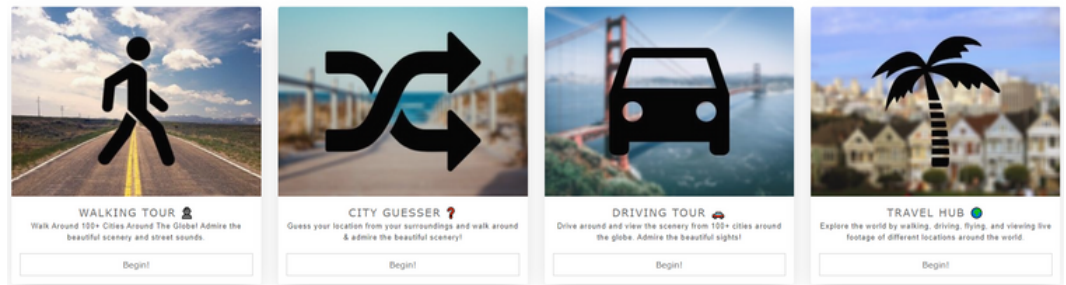 WALKING TOUR
Walk Around 100+ Cities Around The Globe! Admire the
beautiful scenery and street sounds.
Begin!
CITY GUESSER ❓
Guess your location from your surroundings and walk around
& admire the beautiful scenery!
Begin!
DRIVING TOUR
Drive around and view the scenery from 100+ cities around
the globe. Admire the beautiful sights!
Begin!
TRAVEL HUB
Explore the world by walking, driving, flying, and viewing live
footage of different locations around the world.
Begin!